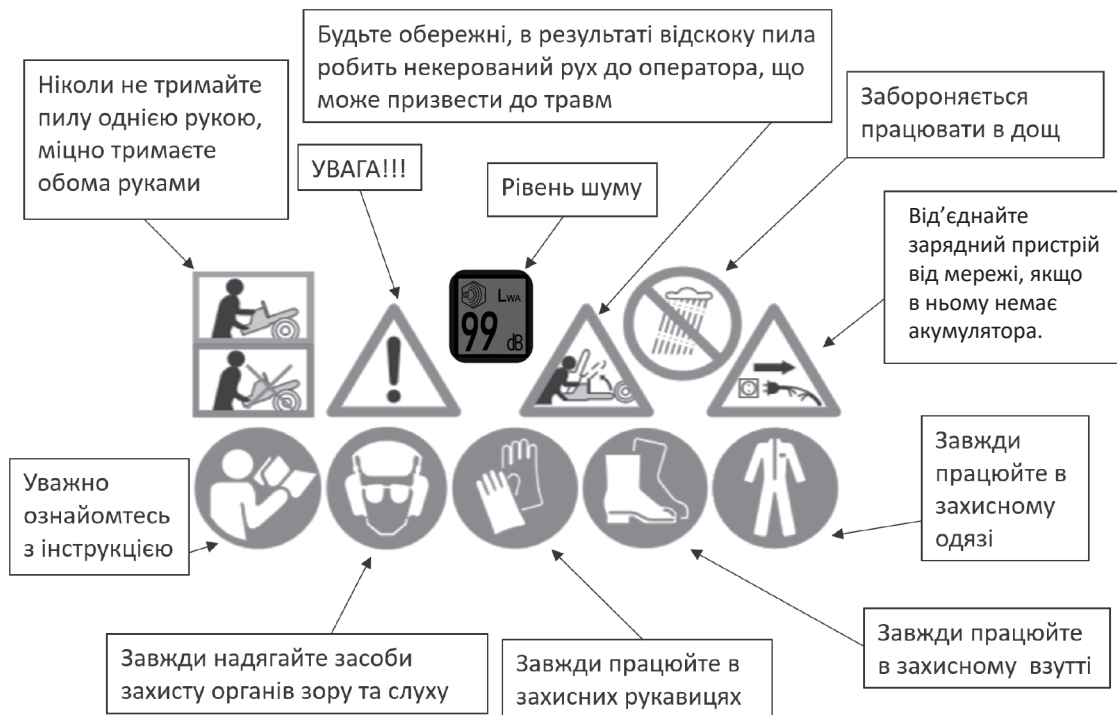 Будьте обережні, в результаті відскоку пила
робить некерований рух до оператора, що
може призвести до травм
Ніколи не тримайте
пилу однією рукою,
міцно тримаєте
обома руками
УВАГА!!!
Рівень шуму
Забороняється
працювати в дощ
Від’єднайте
зарядний пристрій
від мережі, якщо
в ньому немає
акумулятора.
LWA
99 dB
Уважно
ознайомтесь
з інструкцією
Завжди
працюйте в
захисному
одязі
Завжди надягайте засоби
захисту органів зору та слуху
Завжди працюйте в
захисних рукавицях
Завжди працюйте
в захисному взутті